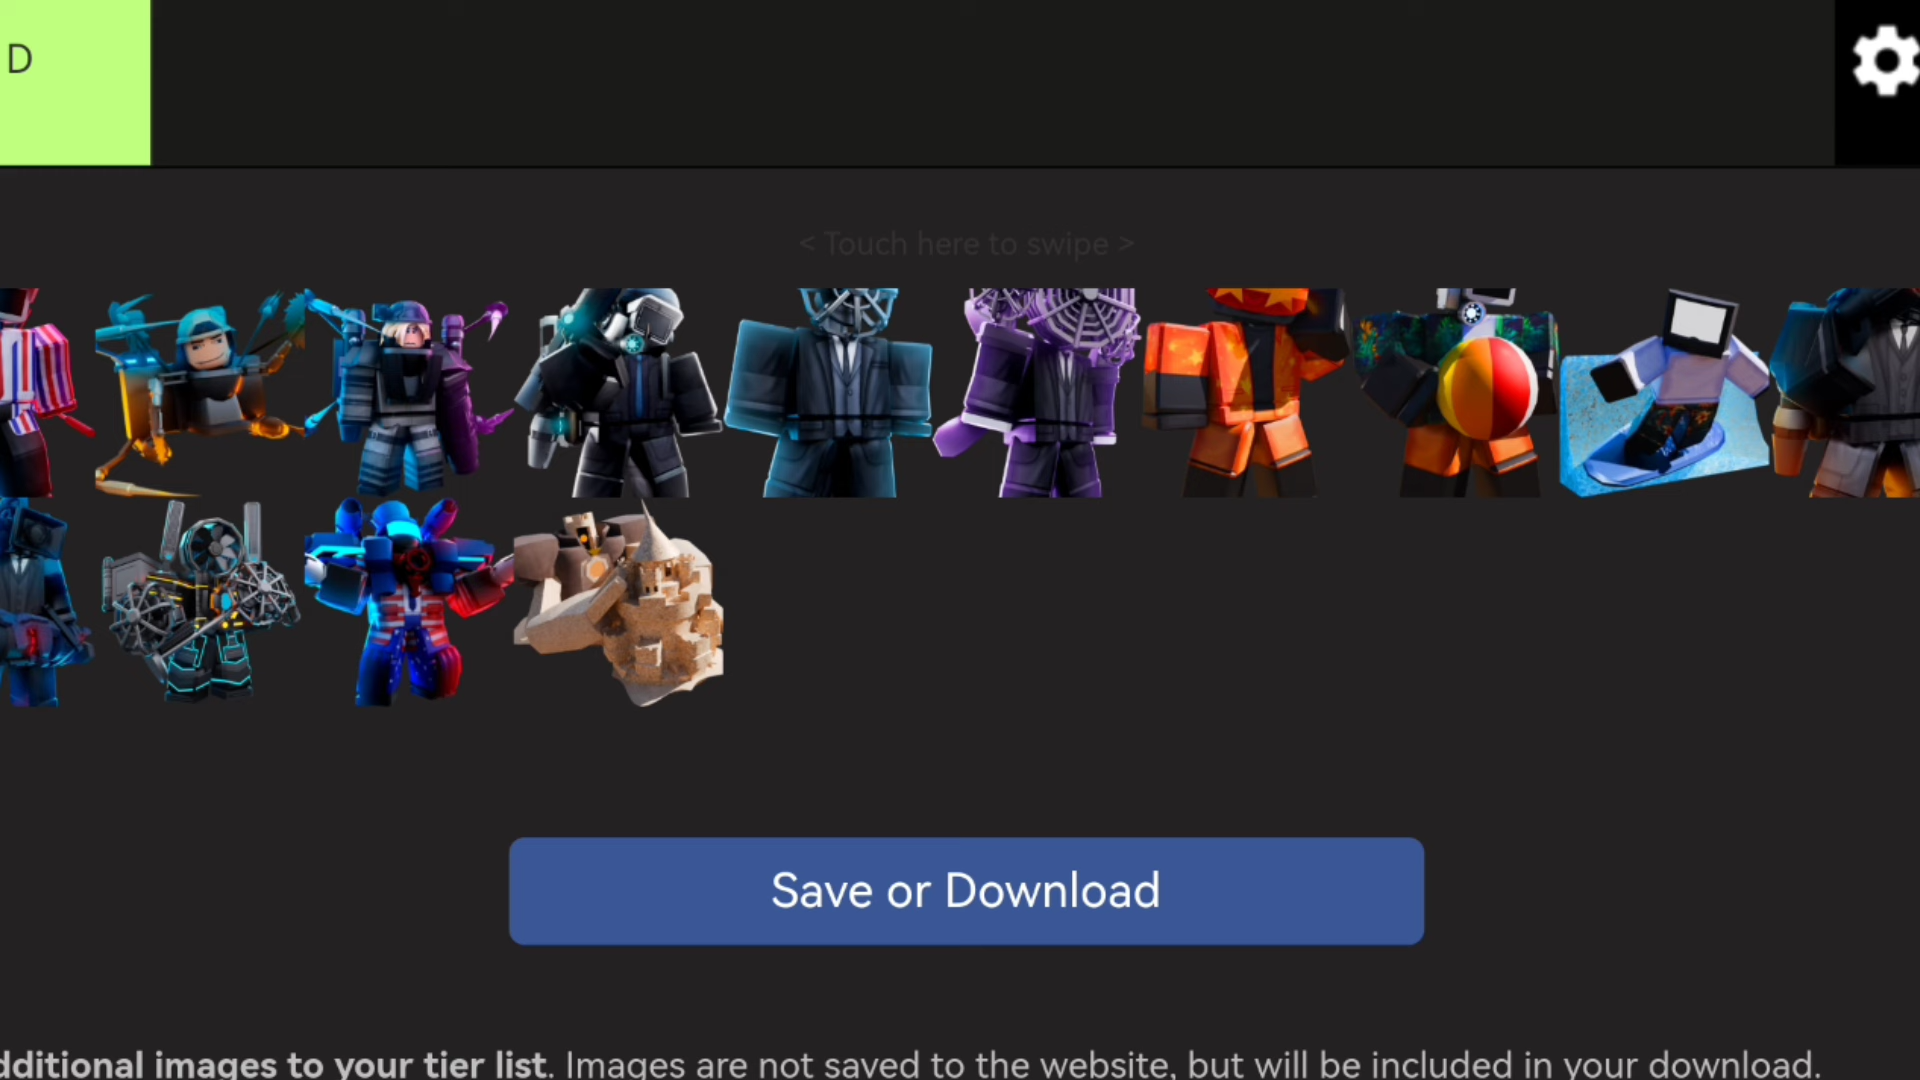 D
< Touch here to swipe >
Save or Download
dditional images to your tier list. Images are not saved to the website, but will be included in your download.